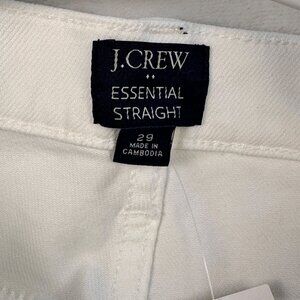 J.CREW
ESSENTIAL
STRAIGHT
29
MADE IN
CAMBODIA